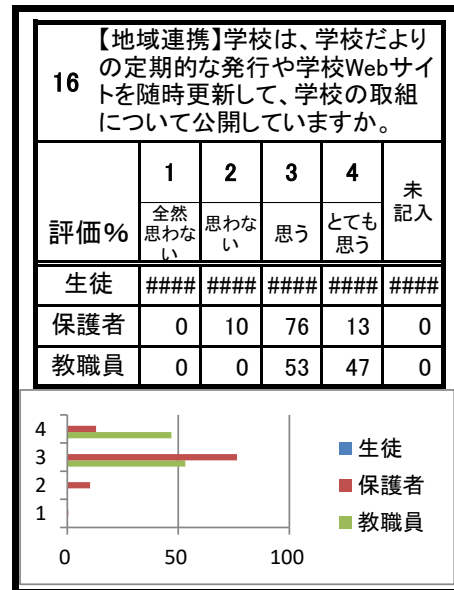 【地域連携】学校は、学校だより
16 の定期的な発行や学校Webサイ
トを随時更新して、学校の取組
について公開していますか。
1 2 3 4 未
記入
評価% 全然
思わな
い 思わな
い 思う とても
思う
生徒 #### #### #### #### ####
保護者 0 10 76 13 0
教職員 0 0 53 47 0
4
3
2
1
0 50 100
生徒
保護者
教職員